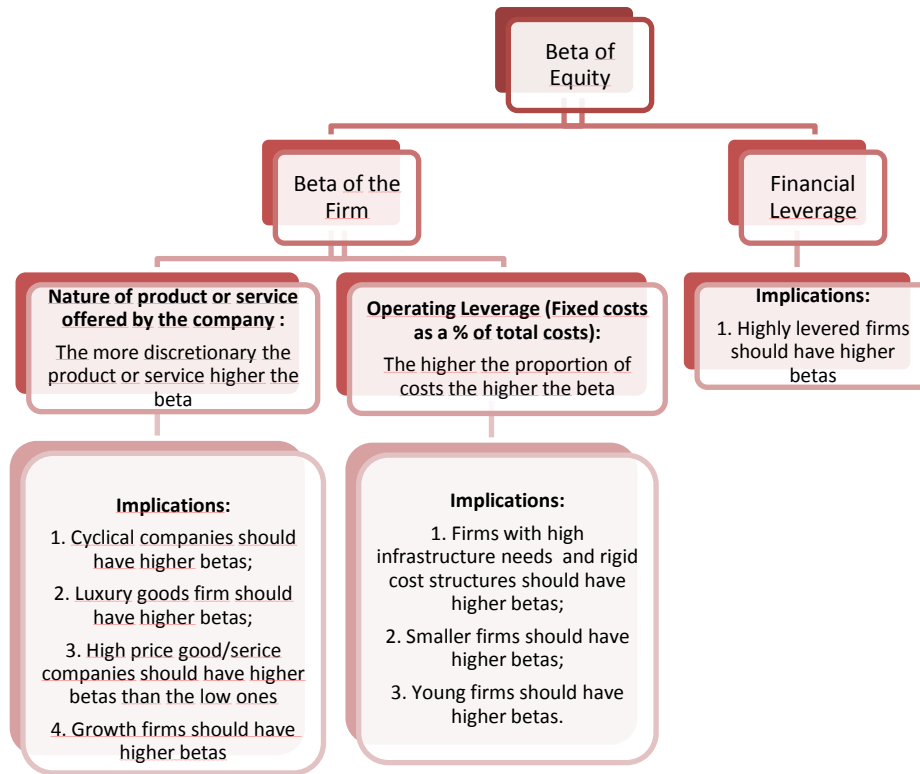 Beta of
Equity
Beta of the
Firm
Financial
Leverage
Nature of product or service
offered by the company :
The more discretionary the
product or service higher the
beta
Operating Leverage (Fixed costs
as a % of total costs):
The higher the proportion of
costs the higher the beta
Implications:
1. Highly levered firms
should have higher
betas
Implications:
1. Cyclical companies should
have higher betas;
2. Luxury goods firm should
have higher betas;
3. High price good/serice
companies should have higher
betas than the low ones
4. Growth firms should have
higher betas
Implications:
1. Firms with high
infrastructure needs  and rigid
cost structures should have
higher betas;
2. Smaller firms should have
higher betas;
3. Young firms should have
higher betas.